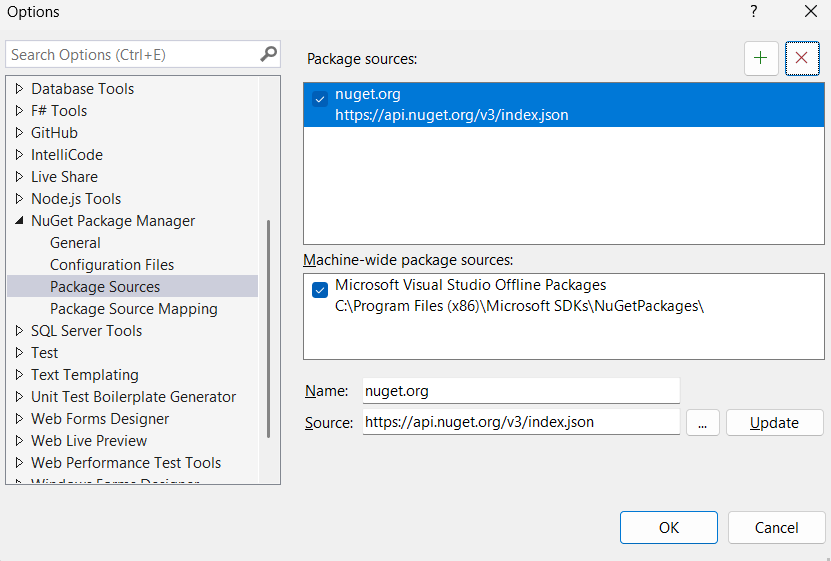 Options
?
Search Options (Ctrl+E)
Database Tools
F# Tools
GitHub
IntelliCode
Live Share
Node.js Tools
NuGet Package Manager
General
Configuration Files
Package Sources
Package Source Mapping
SQL Server Tools
Test
Text Templating
Unit Test Boilerplate Generator
Web Forms Designer
Web Live Preview
Web Performance Test Tools
Windows Forms Designer
Package sources:
nuget.org
https://api.nuget.org/v3/index.json
Machine-wide package sources:
Microsoft Visual Studio Offline Packages
C:\Program Files (x86)\Microsoft SDKs\NuGetPackages\
Name: nuget.org
Source: https://api.nuget.org/v3/index.json ... Update
OK Cancel